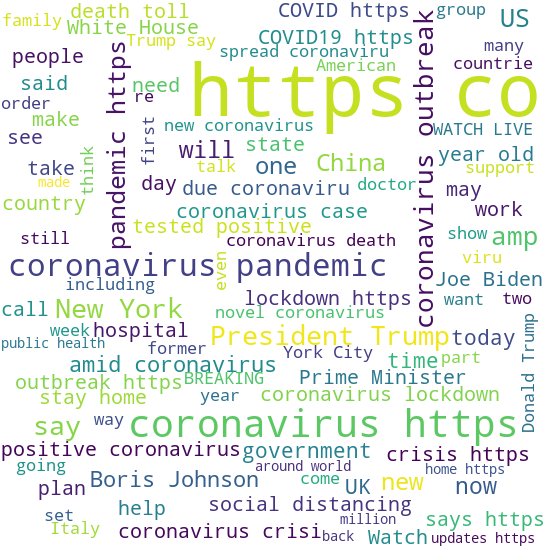 family
death toll
COVID https
group
US
White House
Trump say
COVID19 https
many
people
spread coronaviru
American
countrie
said
need
https co
order
re
new coronavirus
WATCH LIVE
make
first
state
see
pandemic https
will
coronavirus outbreak
year old
take
think
talk
one
China
support
made
day
due coronaviru
doctor
may
country
coronavirus case
work
tested positive
still
coronavirus death
show
amp
coronavirus pandemic
even
viru
including
lockdown https
Joe Biden
want
two
call
New York
novel coronavirus
week
hospital
President Trump
today
public health
former
York City
time
part
amid coronavirus
Donald Trump
outbreak https
BREAKING
Prime Minister
stay home
year
coronavirus lockdown
say
way
coronavirus https
positive coronavirus
government
crisis https
going
around world
home https
Boris Johnson
come
UK
new
now
plan
social distancing
set
help
million
says https
Italy
coronavirus crisi
back
Watch
updates https